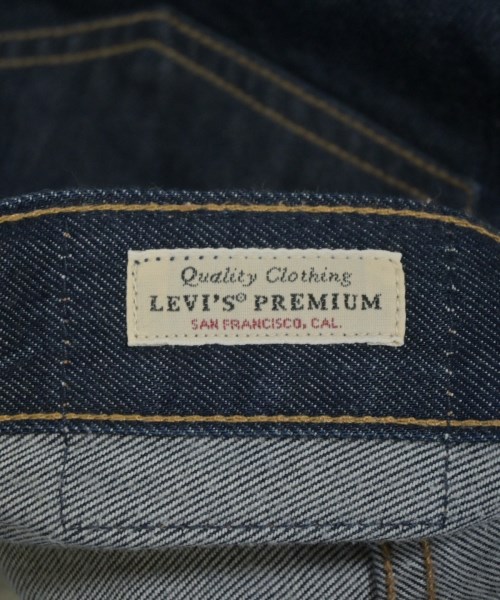 Quality Clothing
LEVI'S® PREMIUM
SAN FRANCISCO, CAL.